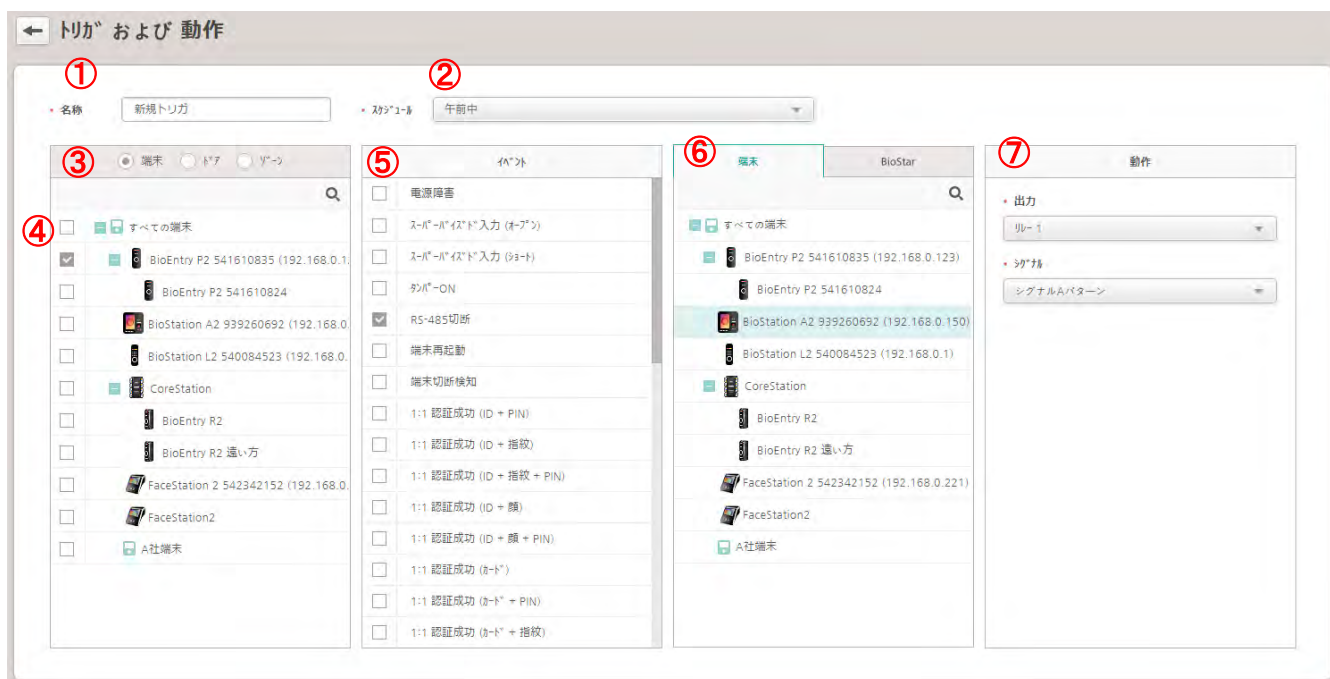 ← ﾄﾘｶﾞ および 動作
① ②
・名称 新規トリガ ・ｽｹｼﾞｭｰﾙ 午前中
③ 端末 ﾄﾞｱ ｿﾞｰﾝ
④ すべての端末
BioEntry P2 541610835 (192.168.0.1
BioEntry P2 541610824
BioStation A2 939260692 (192.168.0
BioStation L2 540084523 (192.168.0.
CoreStation
BioEntry R2
BioEntry R2 遠い方
FaceStation 2 542342152 (192.168.0.
FaceStation2
A社端末
⑤ ｲﾍﾞﾝﾄ
電源障害
ｽｰﾊﾟｰﾊﾞｲｽﾞﾄﾞ入力 (ｵｰﾌﾟﾝ)
ｽｰﾊﾟｰﾊﾞｲｽﾞﾄﾞ入力 (ｼｮｰﾄ)
ﾀﾝﾊﾟｰON
RS-485切断
端末再起動
端末切断検知
1:1 認証成功 (ID + PIN)
1:1 認証成功 (ID + 指紋)
1:1 認証成功 (ID + 指紋 + PIN)
1:1 認証成功 (ID + 顔)
1:1 認証成功 (ID + 顔 + PIN)
1:1 認証成功 (ｶｰﾄﾞ)
1:1 認証成功 (ｶｰﾄﾞ + PIN)
1:1 認証成功 (ｶｰﾄﾞ + 指紋)
⑥ 端末 BioStar
すべての端末
BioEntry P2 541610835 (192.168.0.123)
BioEntry P2 541610824
BioStation A2 939260692 (192.168.0.150)
BioStation L2 540084523 (192.168.0.1)
CoreStation
BioEntry R2
BioEntry R2 遠い方
FaceStation 2 542342152 (192.168.0.221)
FaceStation2
A社端末
⑦ 動作
・出力
ﾘﾚｰ 1
・ｼｸﾞﾅﾙ
シグナルAパターン